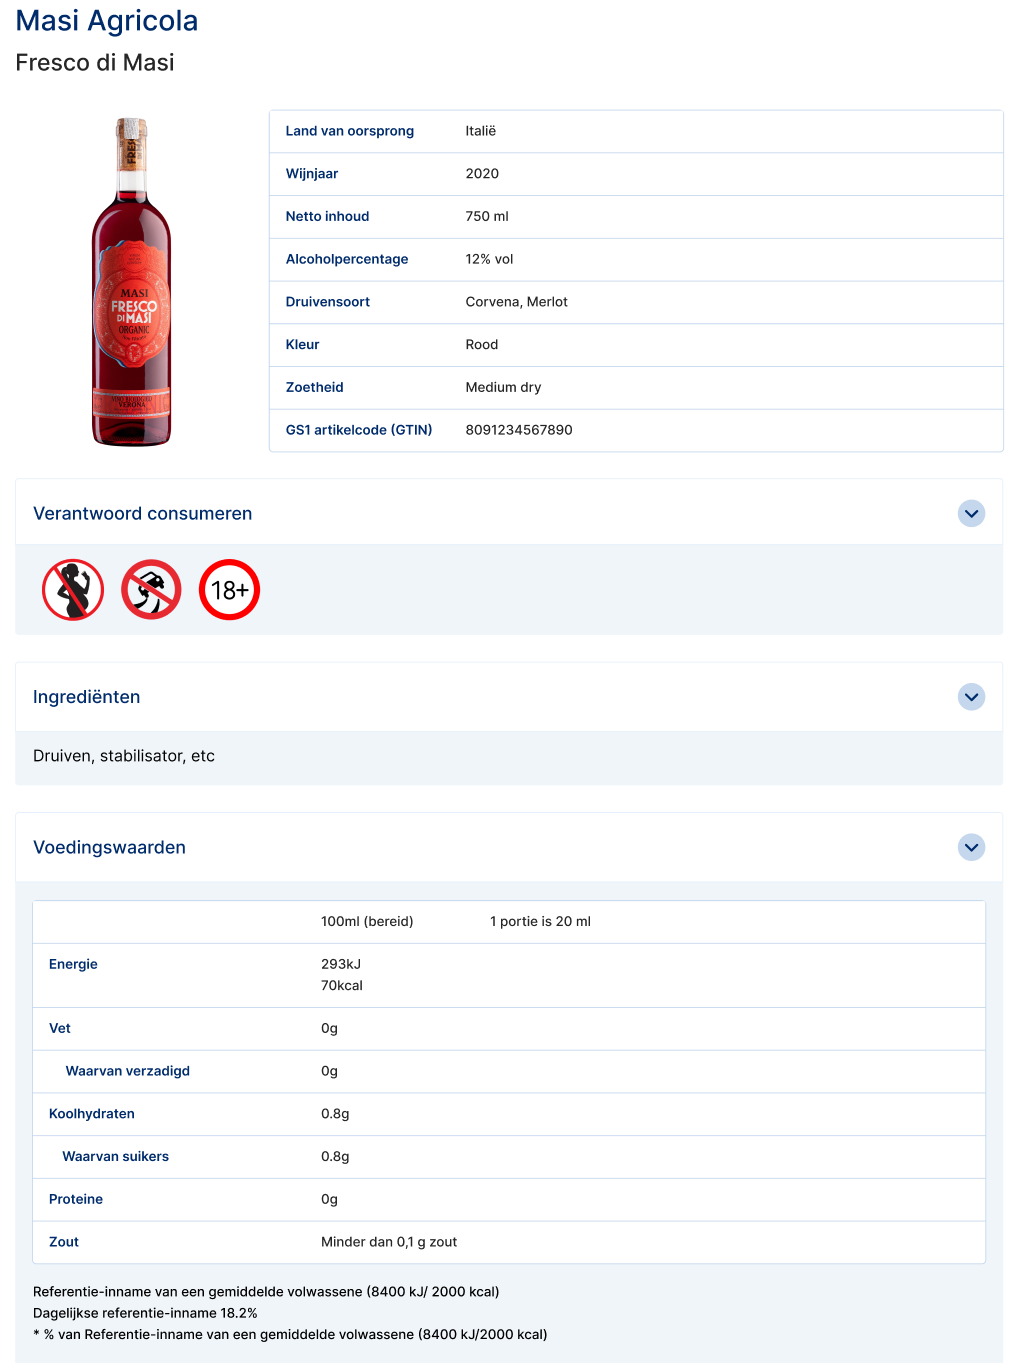 Masi Agricola
Fresco di Masi
FRES
MASI
FRESCO
DI MASI
ORGANIC
VERONA
Land van oorsprong Italië
Wijnjaar 2020
Netto inhoud 750 ml
Alcoholpercentage 12% vol
Druivensoort Corvena, Merlot
Kleur Rood
Zoetheid Medium dry
GS1 artikelcode (GTIN) 8091234567890
Verantwoord consumeren
18+
Ingrediënten
Druiven, stabilisator, etc
Voedingswaarden
100ml (bereid) 1 portie is 20 ml
Energie 293kJ
70kcal
Vet 0g
Waarvan verzadigd 0g
Koolhydraten 0.8g
Waarvan suikers 0.8g
Proteine 0g
Zout Minder dan 0,1 g zout
Referentie-inname van een gemiddelde volwassene (8400 kJ/ 2000 kcal)
Dagelijkse referentie-inname 18.2%
* % van Referentie-inname van een gemiddelde volwassene (8400 kJ/2000 kcal)